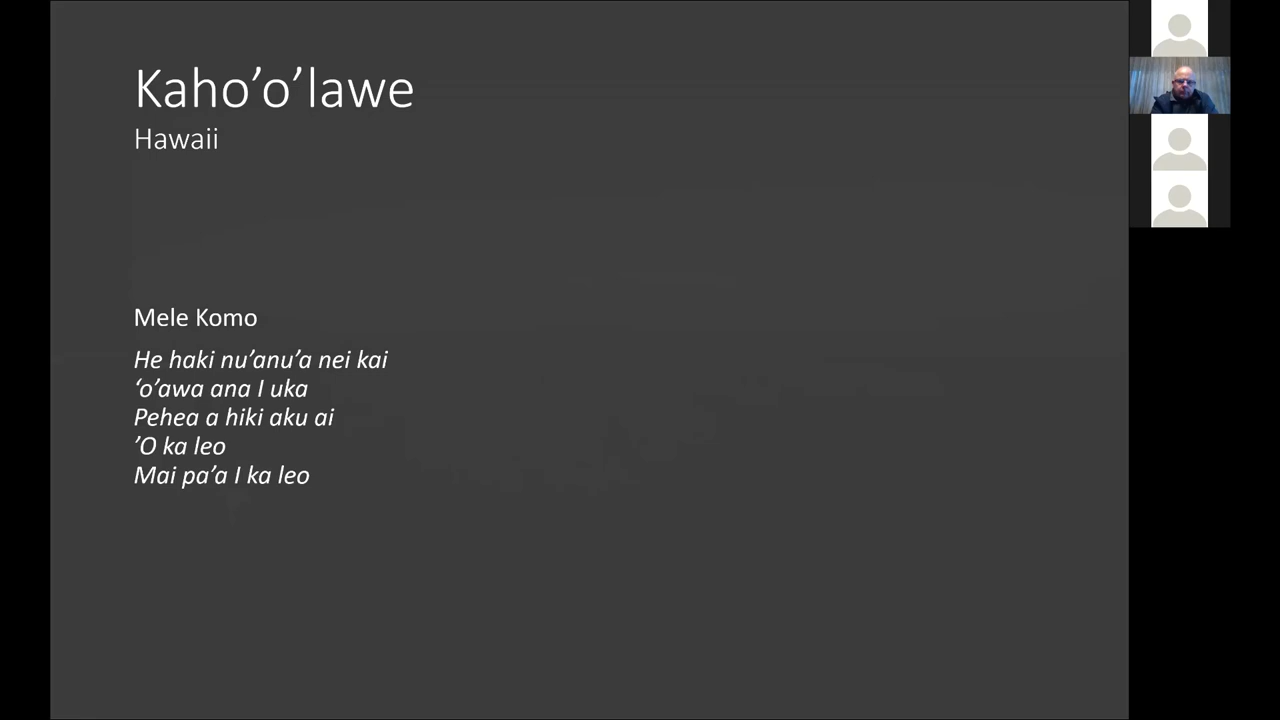 Kaho’o’lawe
Hawaii
Mele Komo
He haki nu’anu’a nei kai
‘o’awa ana I uka
Pehea a hiki aku ai
’O ka leo
Mai pa’a I ka leo